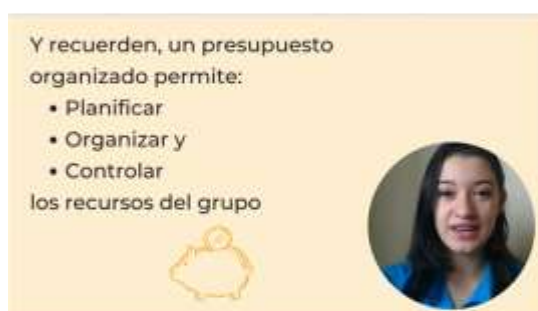 Y recuerden, un presupuesto
organizado permite:
• Planificar
• Organizar y
• Controlar
los recursos del grupo